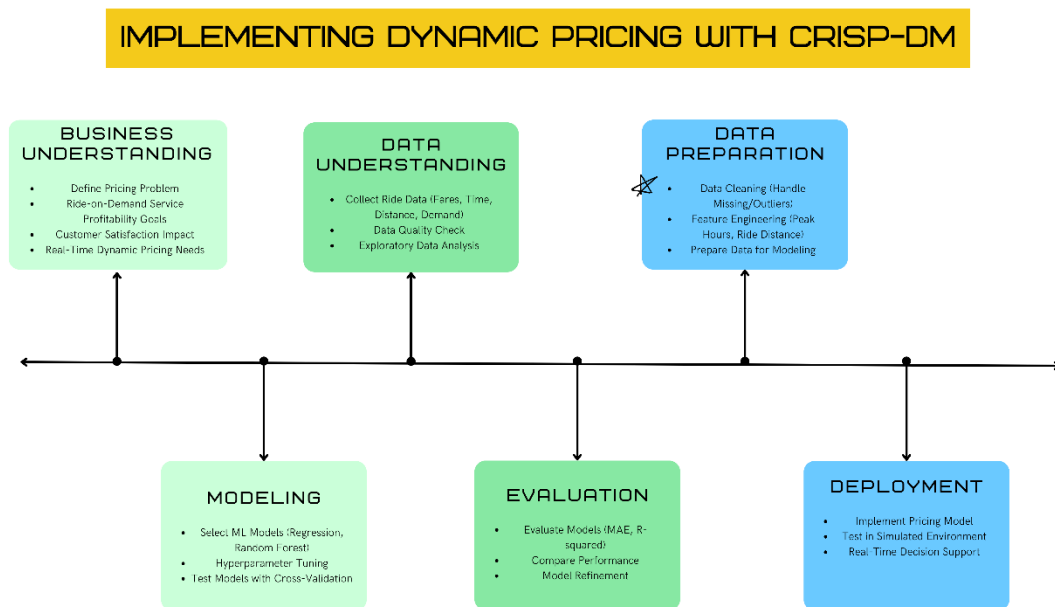 IMPLEMENTING DYNAMIC PRICING WITH CRISP-DM
BUSINESS
UNDERSTANDING
• Define Pricing Problem
• Ride-on-Demand Service
Profitability Goals
• Customer Satisfaction Impact
• Real-Time Dynamic Pricing Needs
DATA
UNDERSTANDING
• Collect Ride Data (Fares, Time,
Distance, Demand)
• Data Quality Check
• Exploratory Data Analysis
DATA
PREPARATION
• Data Cleaning (Handle
Missing/Outliers)
• Feature Engineering (Peak
Hours, Ride Distance)
• Prepare Data for Modeling
MODELING
• Select ML Models (Regression,
Random Forest)
• Hyperparameter Tuning
• Test Models with Cross-Validation
EVALUATION
• Evaluate Models (MAE, R-
squared)
• Compare Performance
• Model Refinement
DEPLOYMENT
• Implement Pricing Model
• Test in Simulated Environment
• Real-Time Decision Support